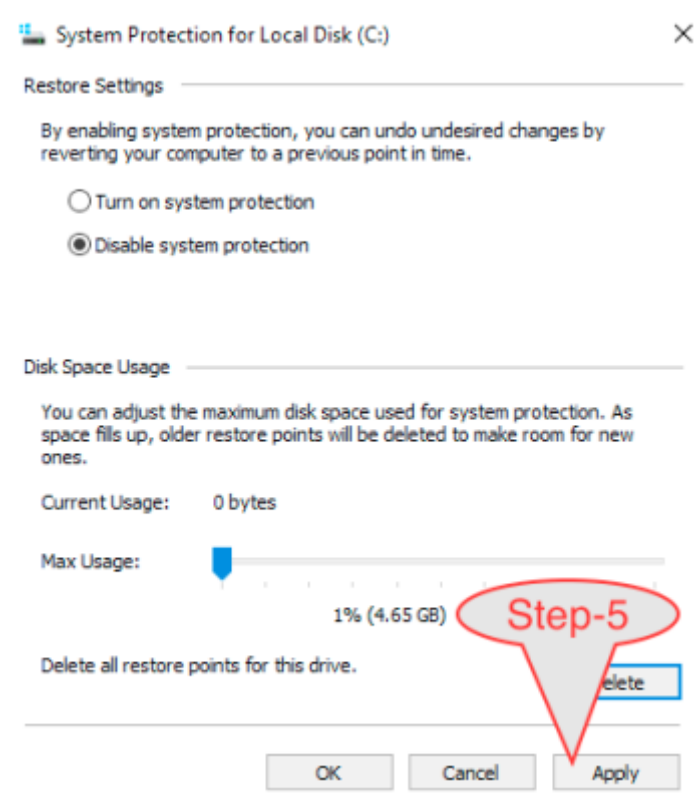 System Protection for Local Disk (C:)
Restore Settings
By enabling system protection, you can undo undesired changes by
reverting your computer to a previous point in time.
Turn on system protection
Disable system protection
Disk Space Usage
You can adjust the maximum disk space used for system protection. As
space fills up, older restore points will be deleted to make room for new
ones.
Current Usage: 0 bytes
Max Usage:
1% (4.65 GB)
Step-5
Delete all restore points for this drive.
elete
OK Cancel Apply